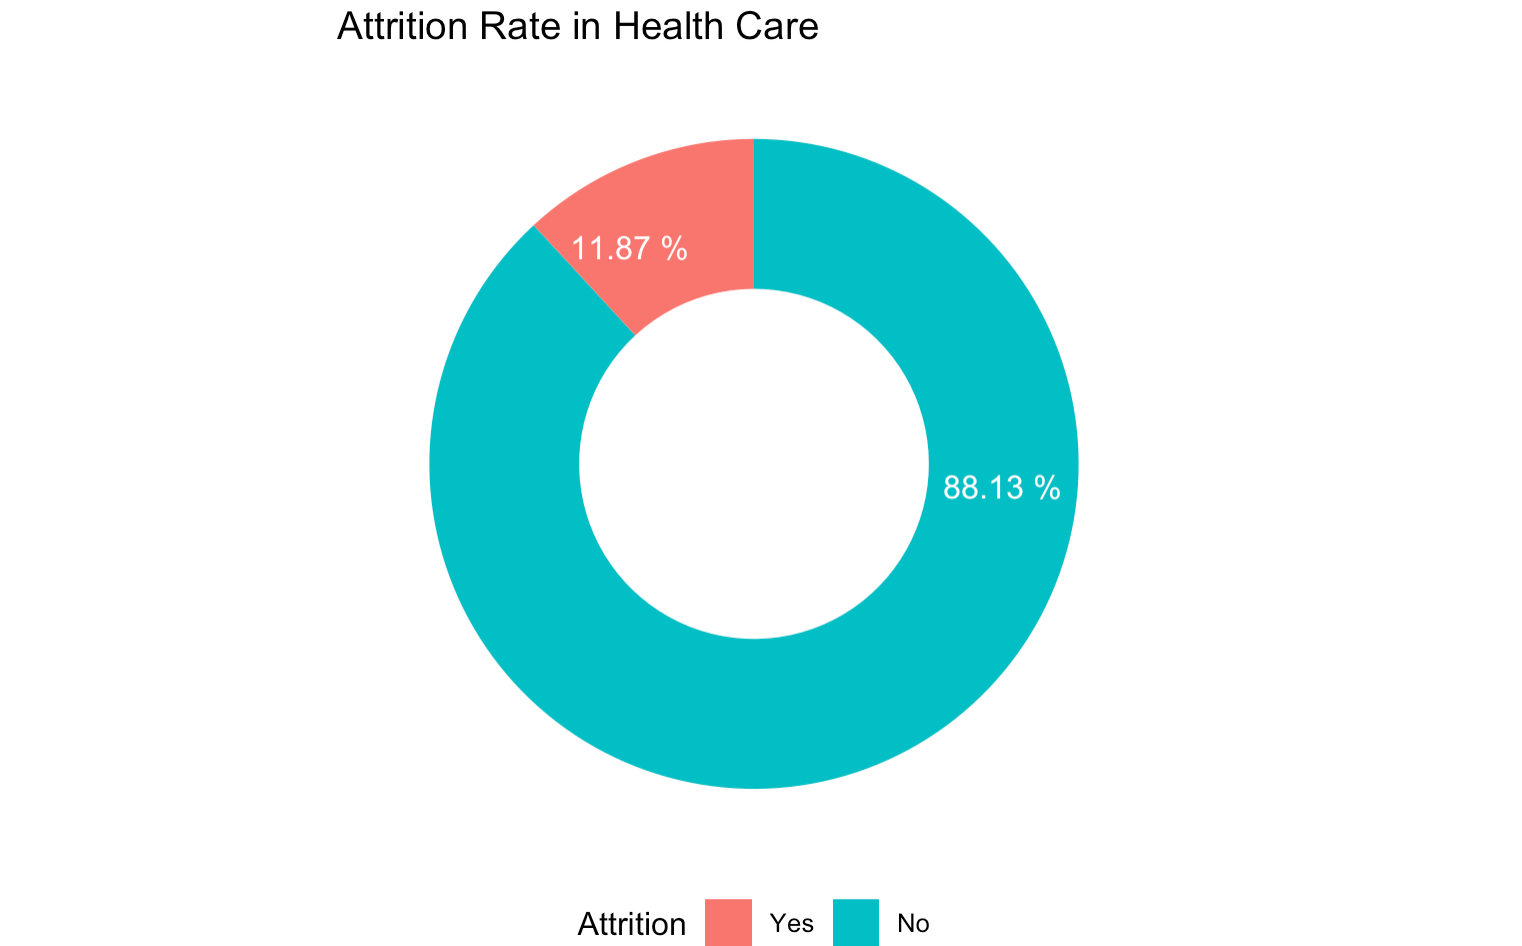 Attrition Rate in Health Care
11.87 %
88.13 %
Attrition Yes No